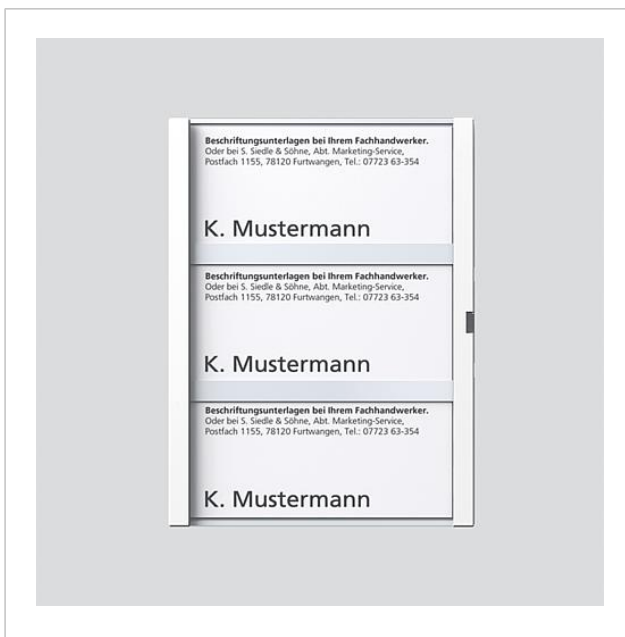 Beschriftungsunterlagen bei Ihrem Fachhandwerker.
Oder bei S. Siedle & Söhne, Abt. Marketing-Service,
Postfach 1155, 78120 Furtwangen, Tel.: 07723 63-354
K. Mustermann
Beschriftungsunterlagen bei Ihrem Fachhandwerker.
Oder bei S. Siedle & Söhne, Abt. Marketing-Service,
Postfach 1155, 78120 Furtwangen, Tel.: 07723 63-354
K. Mustermann
Beschriftungsunterlagen bei Ihrem Fachhandwerker.
Oder bei S. Siedle & Söhne, Abt. Marketing-Service,
Postfach 1155, 78120 Furtwangen, Tel.: 07723 63-354
K. Mustermann